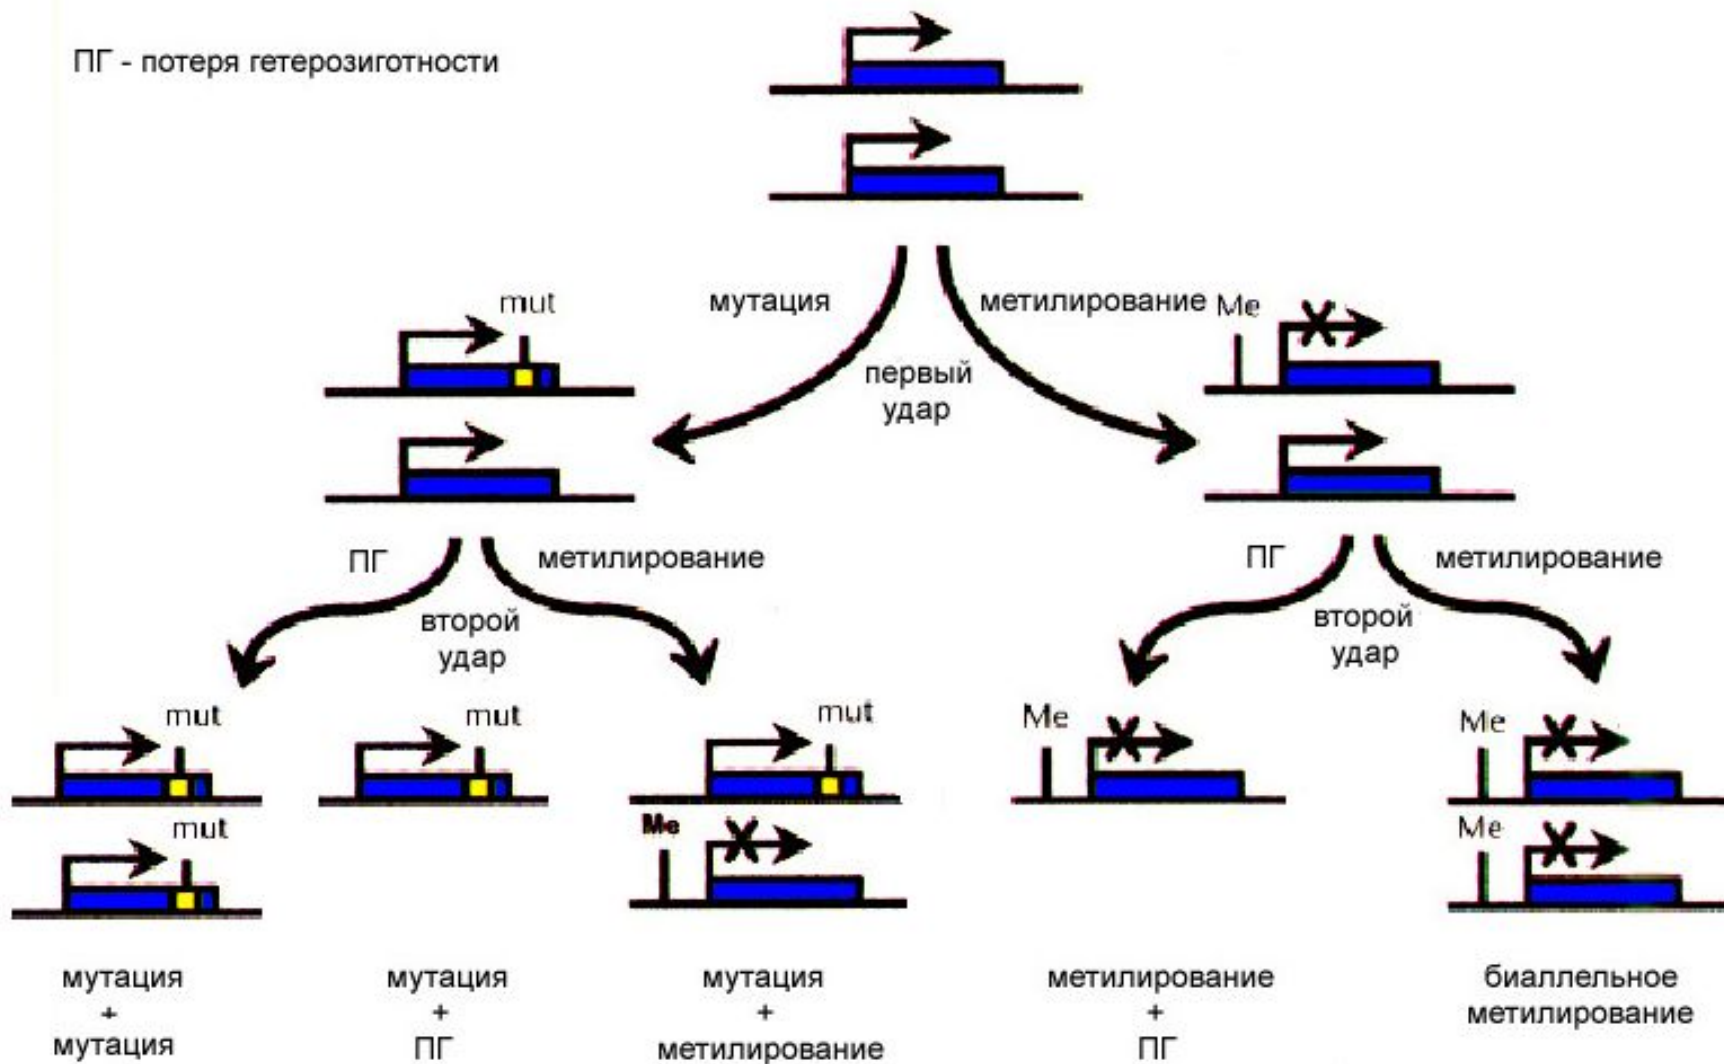 ПГ - потеря гетерозиготности
мутация
метилирование
Me
mut
первый
удар
ПГ
метилирование
ПГ
метилирование
второй
удар
второй
удар
mut
mut
mut
Me
Me
mut
Me
Me
мутация
+
мутация
мутация
+
ПГ
мутация
+
метилирование
метилирование
+
ПГ
биаллельное
метилирование